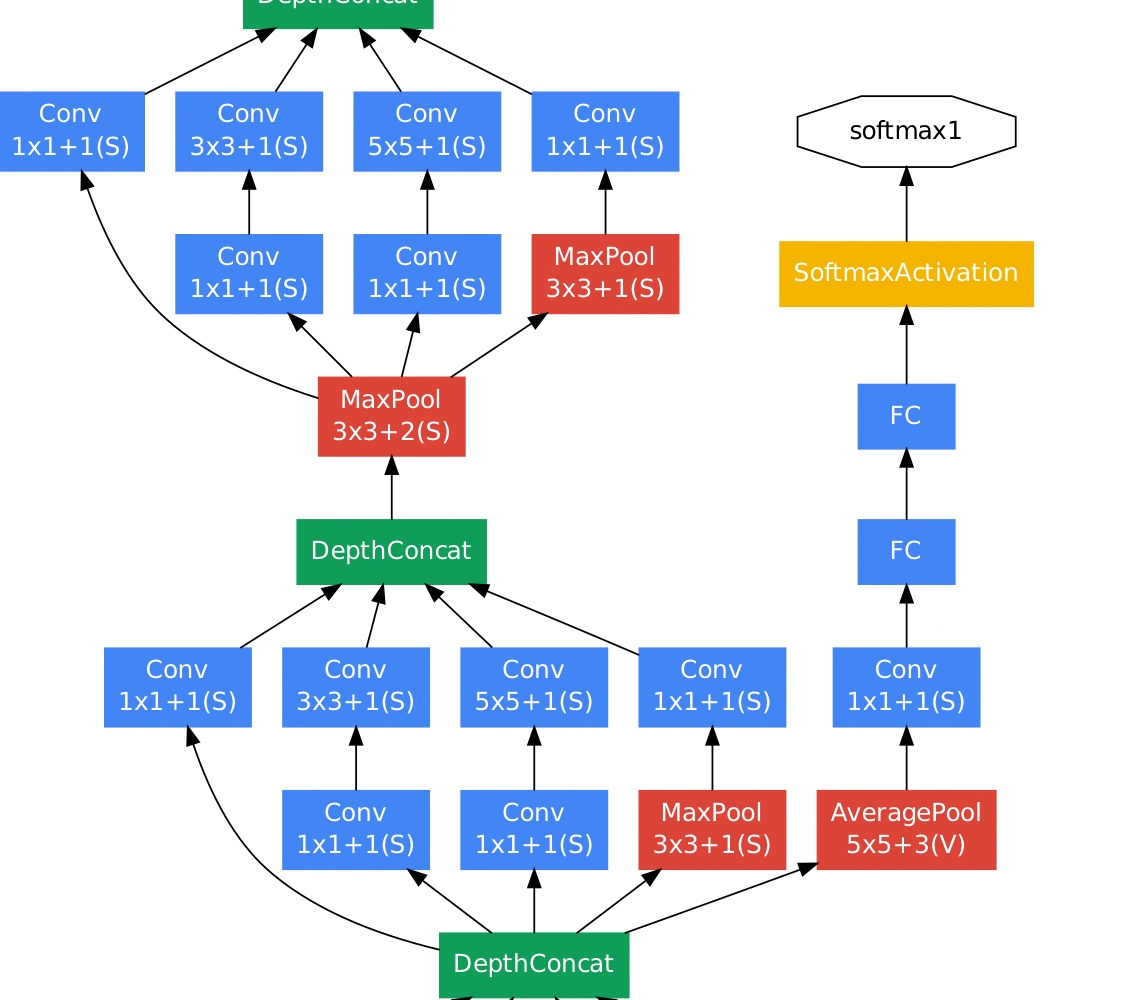 DepthConcat
Conv
1x1+1(S)
Conv
3x3+1(S)
Conv
5x5+1(S)
Conv
1x1+1(S)
softmax1
Conv
1x1+1(S)
Conv
1x1+1(S)
MaxPool
3x3+1(S)
SoftmaxActivation
MaxPool
3x3+2(S)
FC
DepthConcat
FC
Conv
1x1+1(S)
Conv
3x3+1(S)
Conv
5x5+1(S)
Conv
1x1+1(S)
Conv
1x1+1(S)
Conv
1x1+1(S)
Conv
1x1+1(S)
MaxPool
3x3+1(S)
AveragePool
5x5+3(V)
DepthConcat